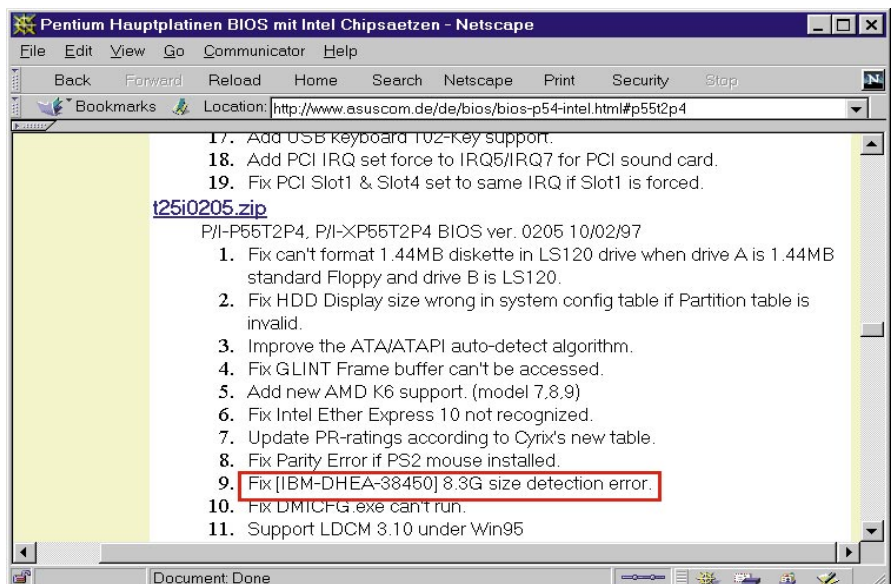 Pentium Hauptplatinen BIOS mit Intel Chipsaetzen - Netscape
File Edit View Go Communicator Help
Back Forward Reload Home Search Netscape Print Security Stop
N
Bookmarks Location: http://www.asuscom.de/de/bios/bios-p54-intel.html#p55t2p4
17. Add USB keyboard 102-Key support.
18. Add PCI IRQ set force to IRQ5/IRQ7 for PCI sound card.
19. Fix PCI Slot1 & Slot4 set to same IRQ if Slot1 is forced.
t25i0205.zip
P/I-P55T2P4, P/I-XP55T2P4 BIOS ver. 0205 10/02/97
1. Fix can't format 1.44MB diskette in LS120 drive when drive A is 1.44MB
standard Floppy and drive B is LS120.
2. Fix HDD Display size wrong in system config table if Partition table is
invalid.
3. Improve the ATA/ATAPI auto-detect algorithm.
4. Fix GLINT Frame buffer can't be accessed.
5. Add new AMD K6 support. (model 7,8,9)
6. Fix Intel Ether Express 10 not recognized.
7. Update PR-ratings according to Cyrix's new table.
8. Fix Parity Error if PS2 mouse installed.
9. Fix [IBM-DHEA-38450] 8.3G size detection error.
10. Fix DMICFG.exe can't run.
11. Support LDCM 3.10 under Win95
Document: Done